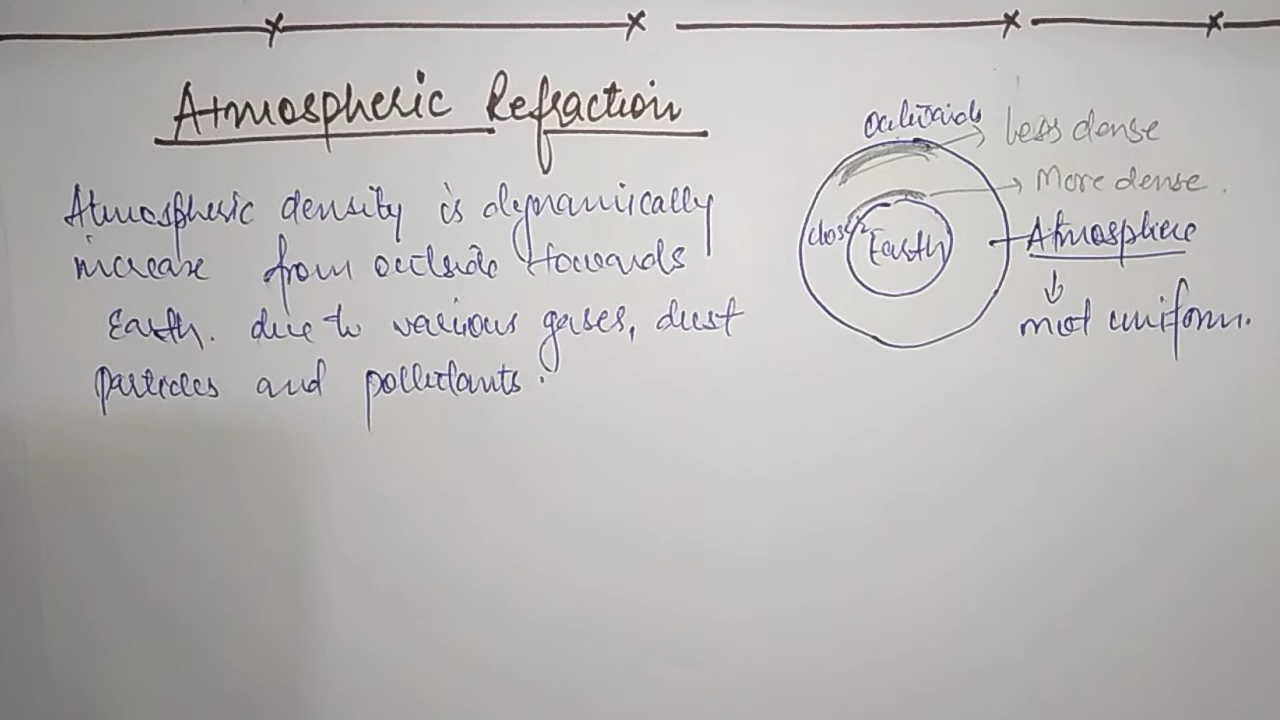 Atmospheric Refraction
Atmospheric density is dynamically
increase from outside towards
Earth. due to various gases, dust
particles and pollutants.
outwards
Less dense
More dense.
closer
Earth
Atmosphere
not uniform.